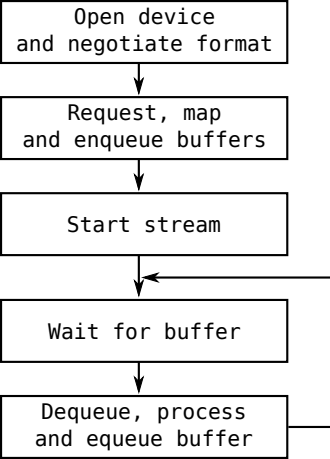 Open device
and negotiate format
Request, map
and enqueue buffers
Start stream
Wait for buffer
Dequeue, process
and equeue buffer